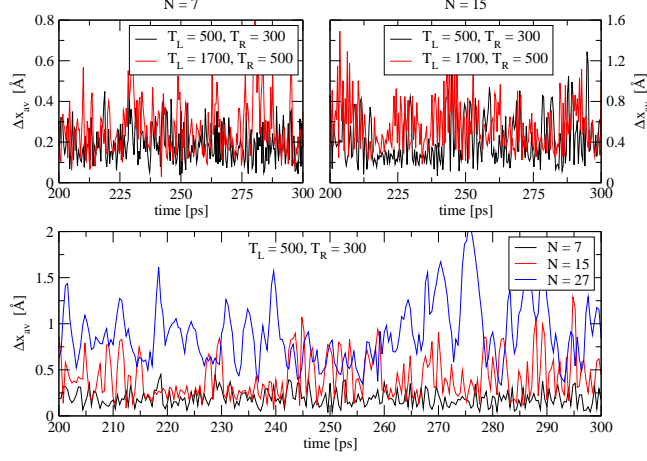 N = 7
N = 15
T_L = 500, T_R = 300
T_L = 1700, T_R = 500
T_L = 500, T_R = 300
T_L = 1700, T_R = 500
0.8
0.6
0.4
0.2
0
1.6
1.2
0.8
0.4
0
Δx_av [Å]
Δx_av [Å]
200 225 250 275 300
200 225 250 275 300
time [ps]
time [ps]
T_L = 500, T_R = 300
N = 7
N = 15
N = 27
2
1.5
1
0.5
0
Δx_av [Å]
200 210 220 230 240 250 260 270 280 290 300
time [ps]